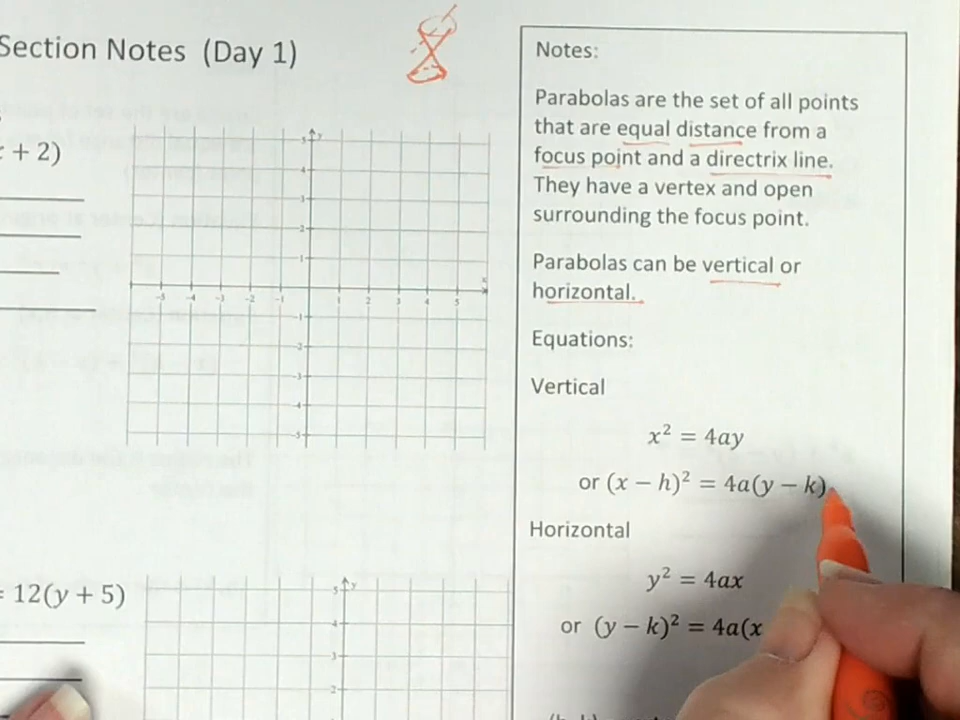 Section Notes (Day 1)
+ 2)
= 12(y + 5)
Notes:
Parabolas are the set of all points
that are equal distance from a
focus point and a directrix line.
They have a vertex and open
surrounding the focus point.
Parabolas can be vertical or
horizontal.
Equations:
Vertical
x² = 4ay
or (x − h)² = 4a(y − k)
Horizontal
y² = 4ax
or (y − k)² = 4a(x